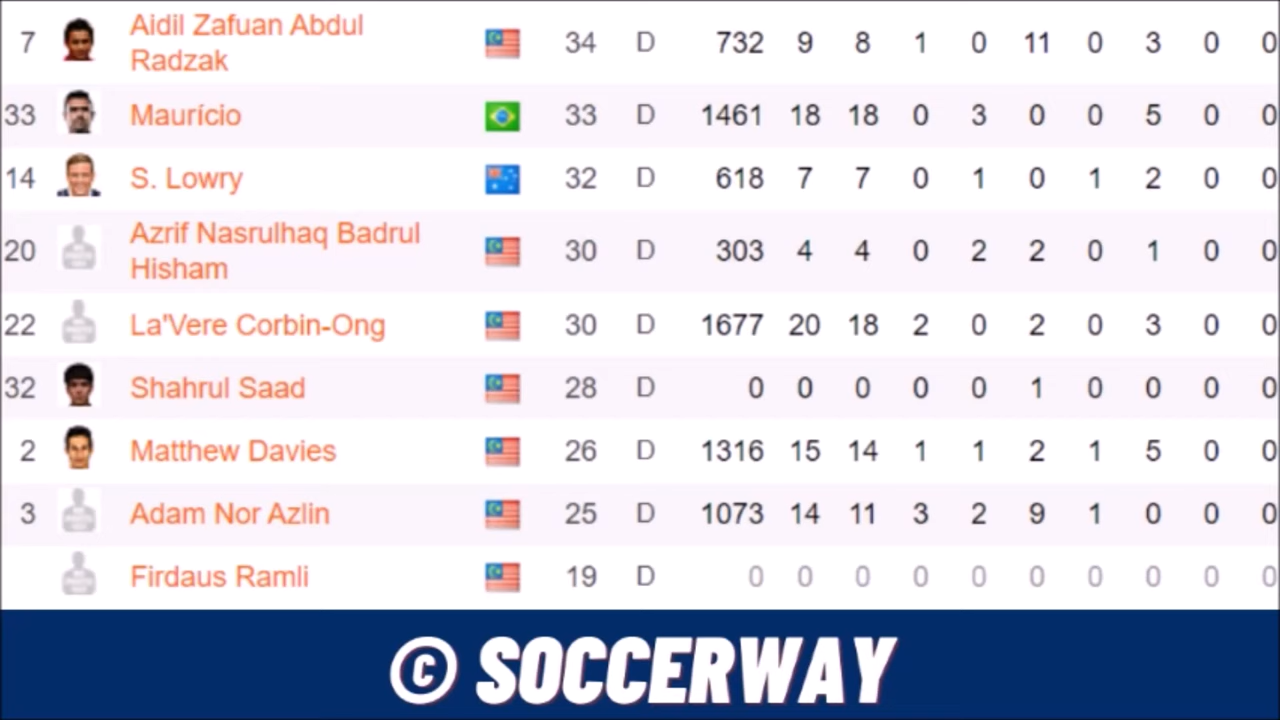 7 Aidil Zafuan Abdul Radzak 34 D 732 9 8 1 0 11 0 3 0 0
33 Maurício 33 D 1461 18 18 0 3 0 0 5 0 0
14 S. Lowry 32 D 618 7 7 0 1 0 1 2 0 0
20 Azrif Nasrulhaq Badrul Hisham 30 D 303 4 4 0 2 2 0 1 0 0
22 La'Vere Corbin-Ong 30 D 1677 20 18 2 0 2 0 3 0 0
32 Shahrul Saad 28 D 0 0 0 0 0 1 0 0 0 0
2 Matthew Davies 26 D 1316 15 14 1 1 2 1 5 0 0
3 Adam Nor Azlin 25 D 1073 14 11 3 2 9 1 0 0 0
Firdaus Ramli 19 D 0 0 0 0 0 0 0 0 0 0
© SOCCERWAY